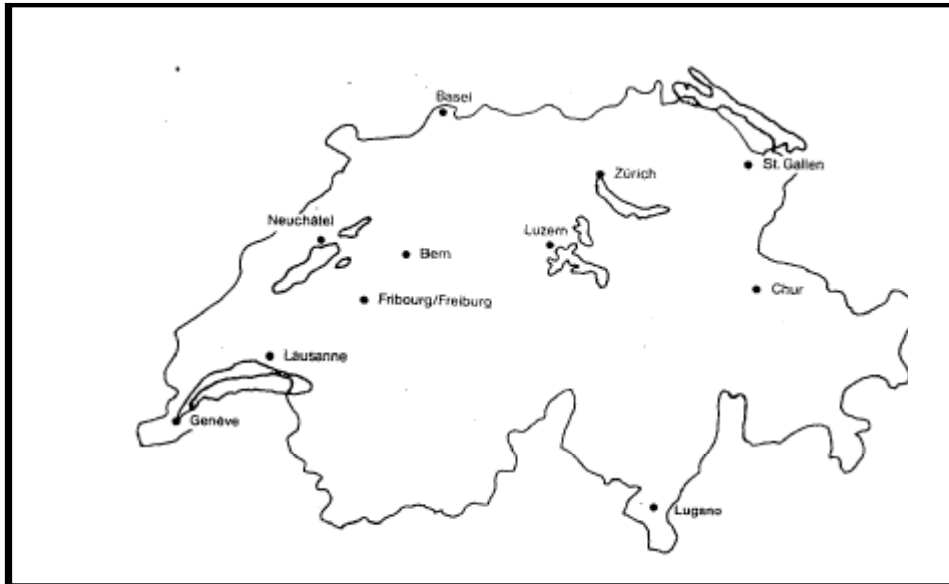 Basel
St. Gallen
Zürich
Neuchâtel
Luzern
Bern
Chur
Fribourg/Freiburg
Lausanne
Genève
Lugano